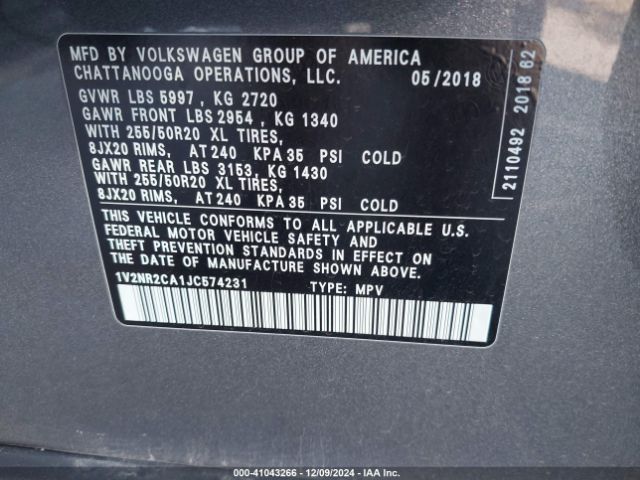 MFD BY VOLKSWAGEN GROUP OF AMERICA
CHATTANOOGA OPERATIONS, LLC. 05/2018
GVWR LBS 5997 , KG 2720
GAWR FRONT LBS 2954 , KG 1340
WITH 255/50R20 XL TIRES,
8JX20 RIMS, AT 240 KPA 35 PSI COLD
GAWR REAR LBS 3153, KG 1430
WITH 255/50R20 XL TIRES,
8JX20 RIMS, AT 240 KPA 35 PSI COLD
THIS VEHICLE CONFORMS TO ALL APPLICABLE U.S.
FEDERAL MOTOR VEHICLE SAFETY AND
THEFT PREVENTION STANDARDS IN EFFECT ON
THE DATE OF MANUFACTURE SHOWN ABOVE
1V2NR2CA1JC574231 TYPE: MPV
2110492 2018 62
000-41043266 - 12/09/2024 - IAAI.COM